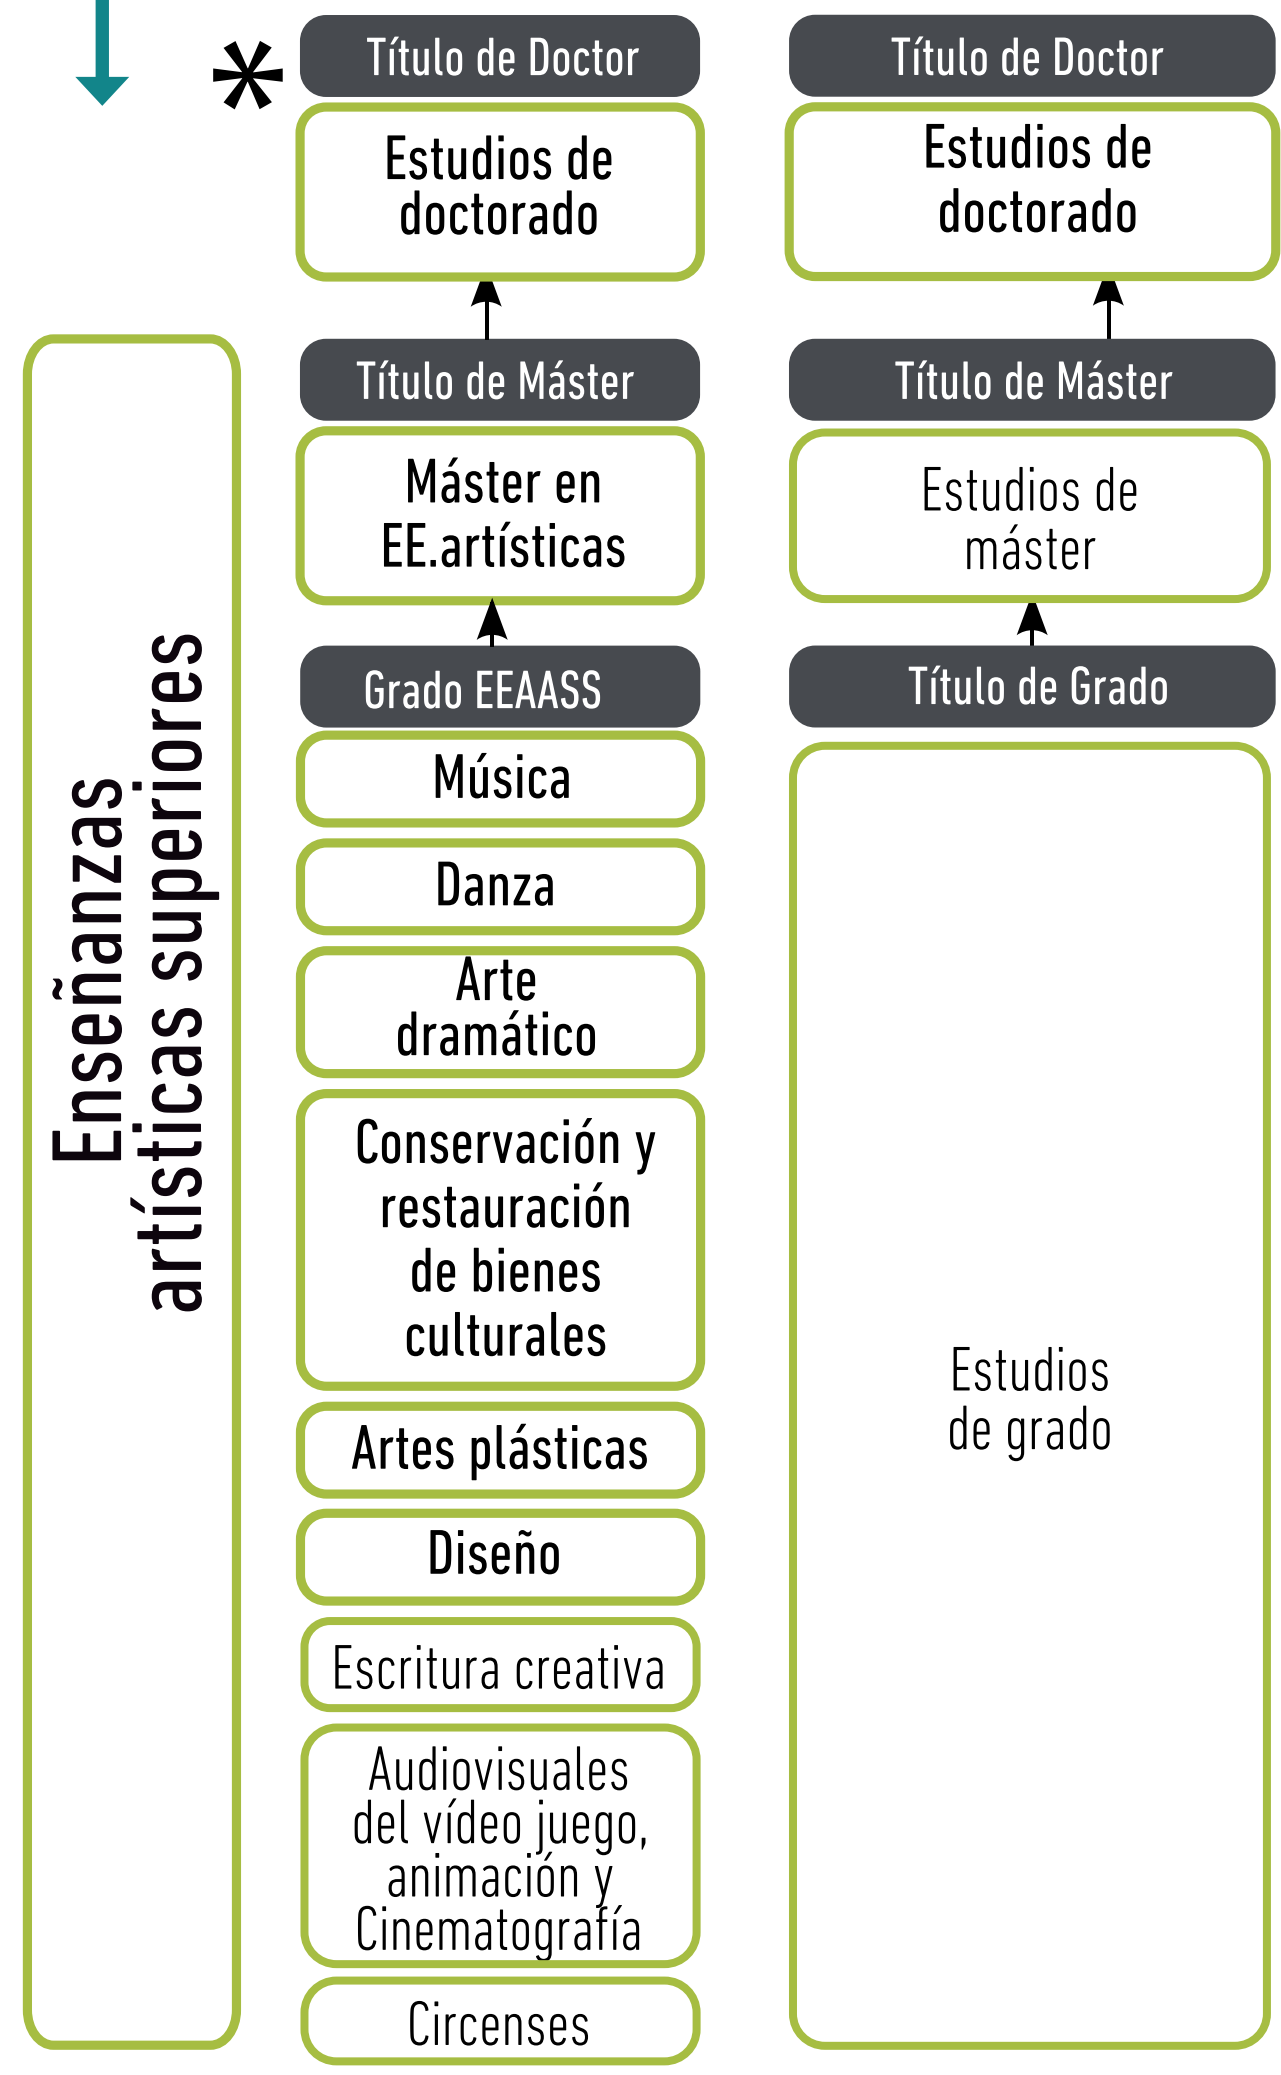 *
Título de Doctor
Estudios de
doctorado
Título de Máster
Máster en
EE.artísticas
Grado EEAASS
Música
Danza
Arte
dramático
Conservación y
restauración
de bienes
culturales
Artes plásticas
Diseño
Escritura creativa
Audiovisuales
del vídeo juego,
animación y
Cinematografía
Circenses
Enseñanzas
artísticas superiores
Título de Doctor
Estudios de
doctorado
Título de Máster
Estudios de
máster
Título de Grado
Estudios
de grado